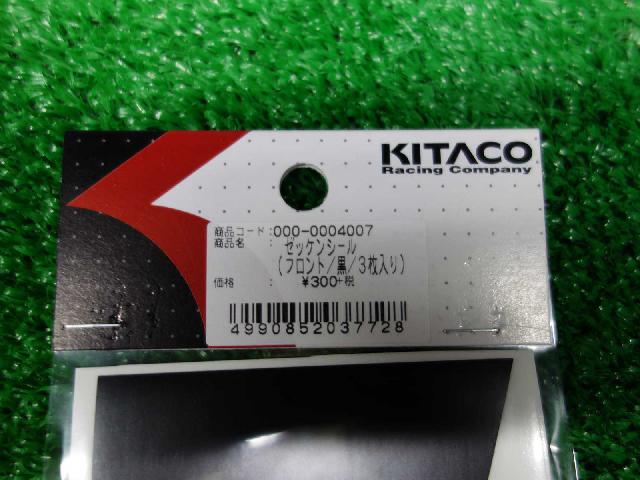 KITACO
Racing Company
商品コード:000-0004007
商品名 : ゼッケンシール
(フロント/黒/3枚入り)
価格 : ¥300+税
4990852037728